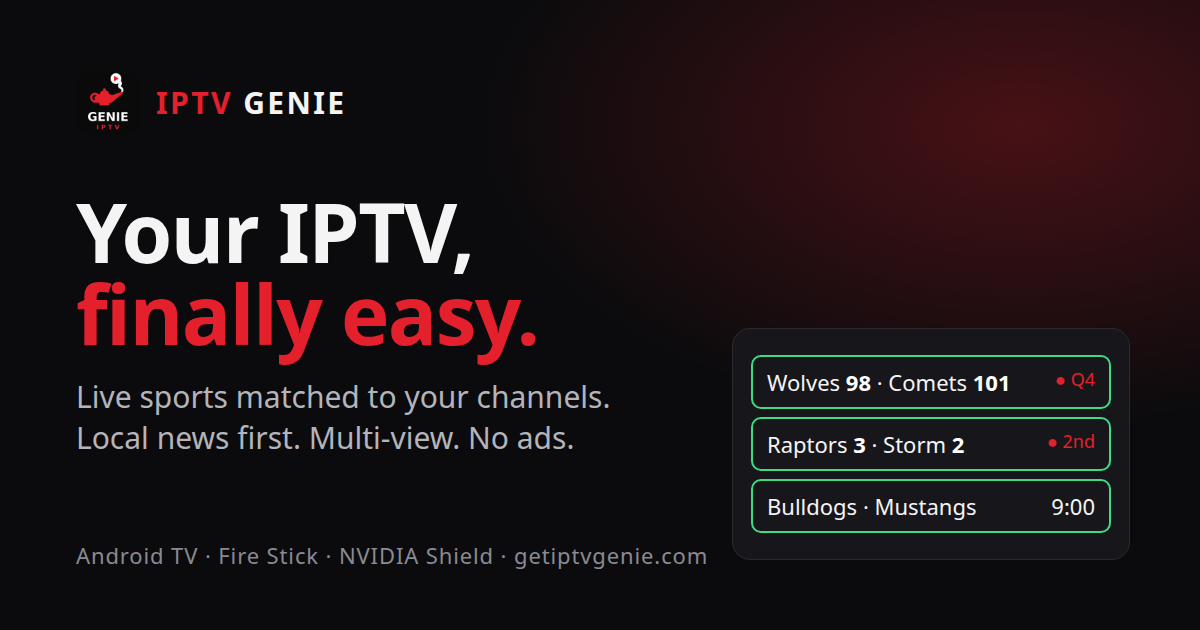 GENIE
IPTV
IPTV GENIE
Your IPTV,
finally easy.
Live sports matched to your channels.
Local news first. Multi-view. No ads.
Wolves 98 · Comets 101 ● Q4
Raptors 3 · Storm 2 ● 2nd
Bulldogs · Mustangs 9:00
Android TV · Fire Stick · NVIDIA Shield · getiptvgenie.com